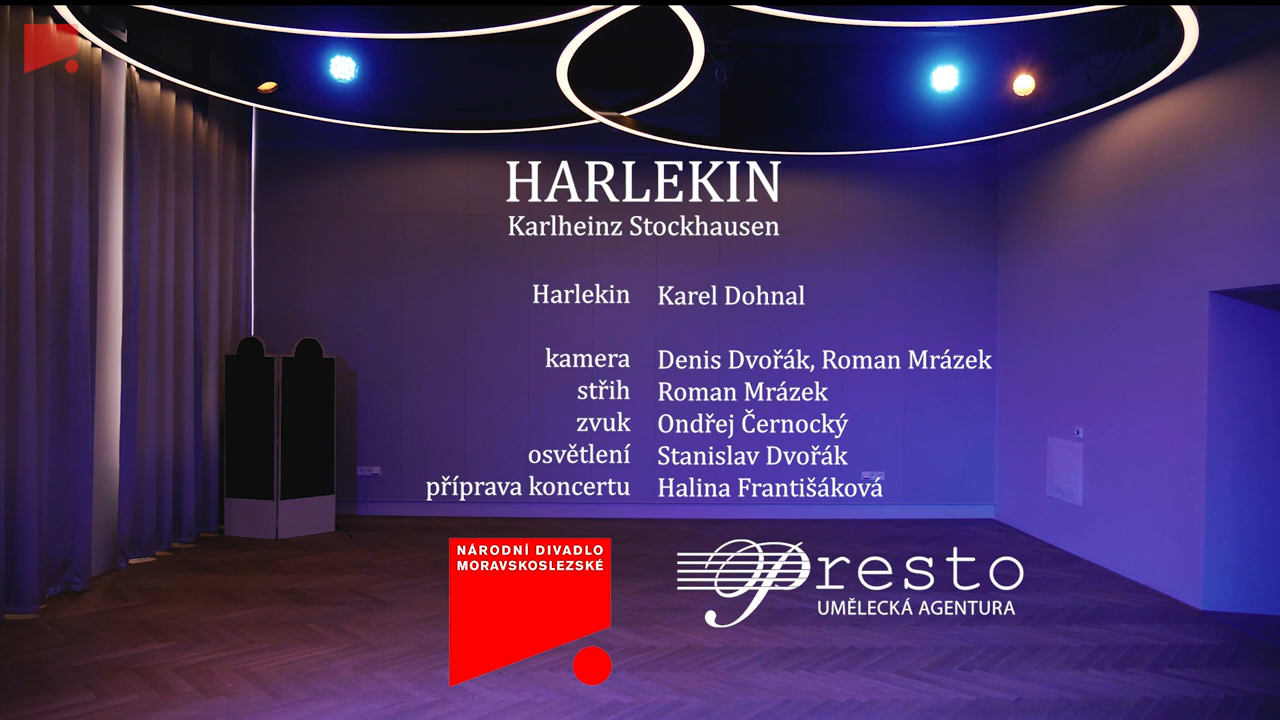 HARLEKIN
Karlheinz Stockhausen
Harlekin Karel Dohnal
kamera Denis Dvořák, Roman Mrázek
střih Roman Mrázek
zvuk Ondřej Černocký
osvětlení Stanislav Dvořák
příprava koncertu Halina Františáková
NÁRODNÍ DIVADLO
MORAVSKOSLEZSKÉ
Presto
UMĚLECKÁ AGENTURA